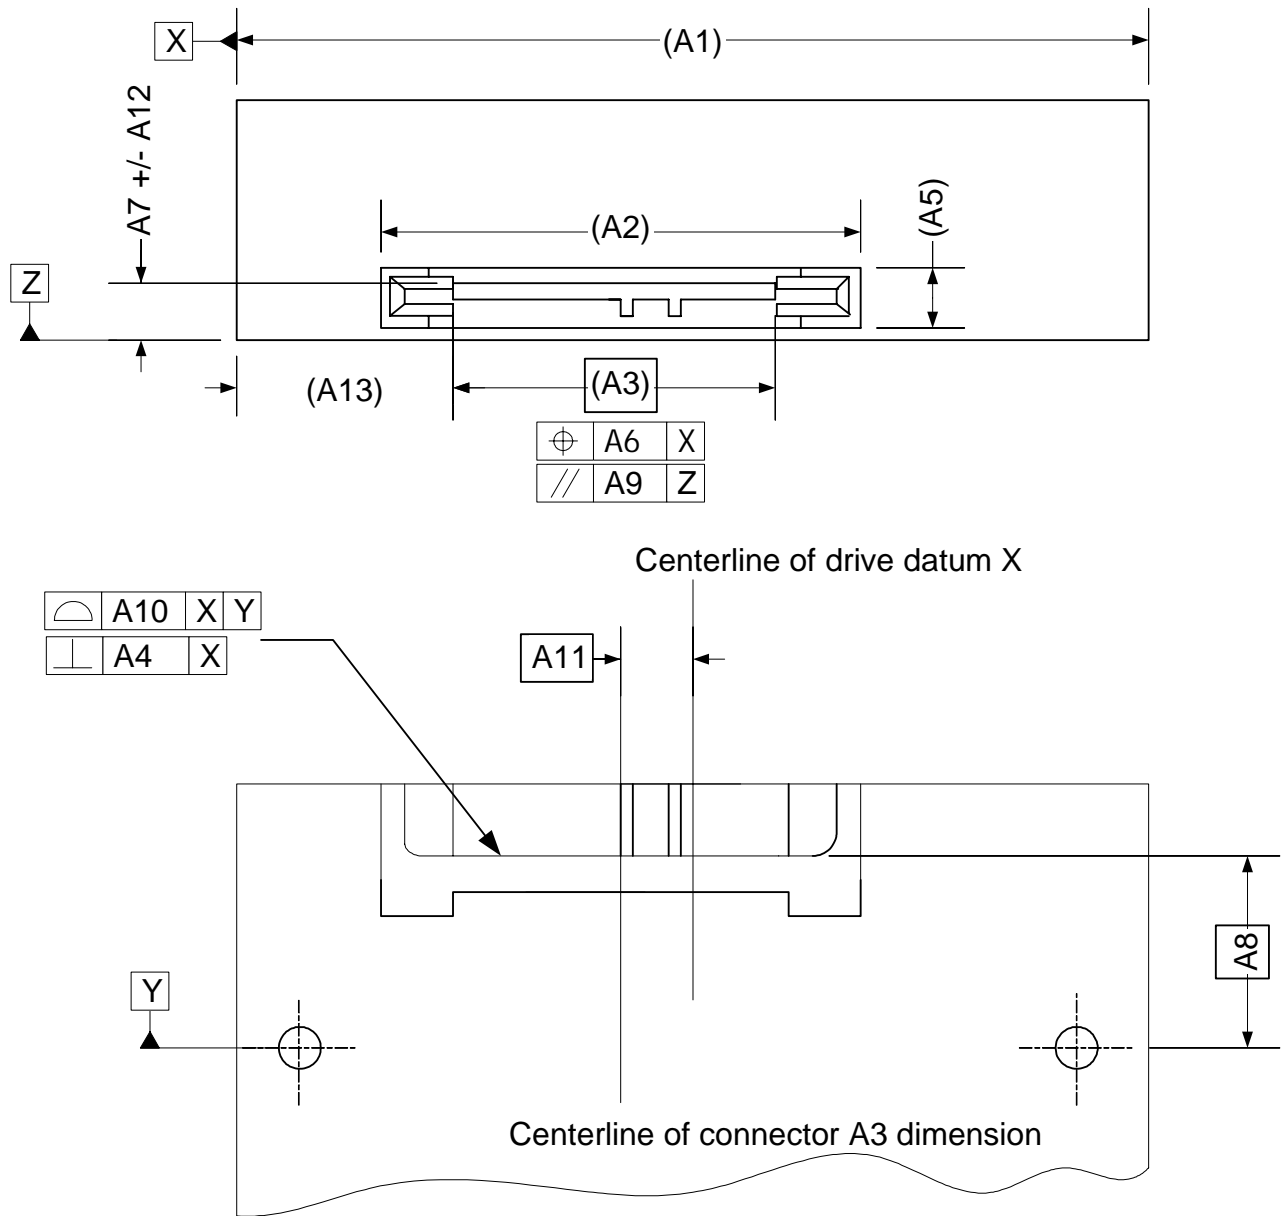 X
(A1)
A7 +/- A12
(A2)
(A5)
Z
(A13)
(A3)
⌖ A6 X
// A9 Z
Centerline of drive datum X
⌓ A10 X Y
⊥ A4 X
A11
A8
Y
Centerline of connector A3 dimension